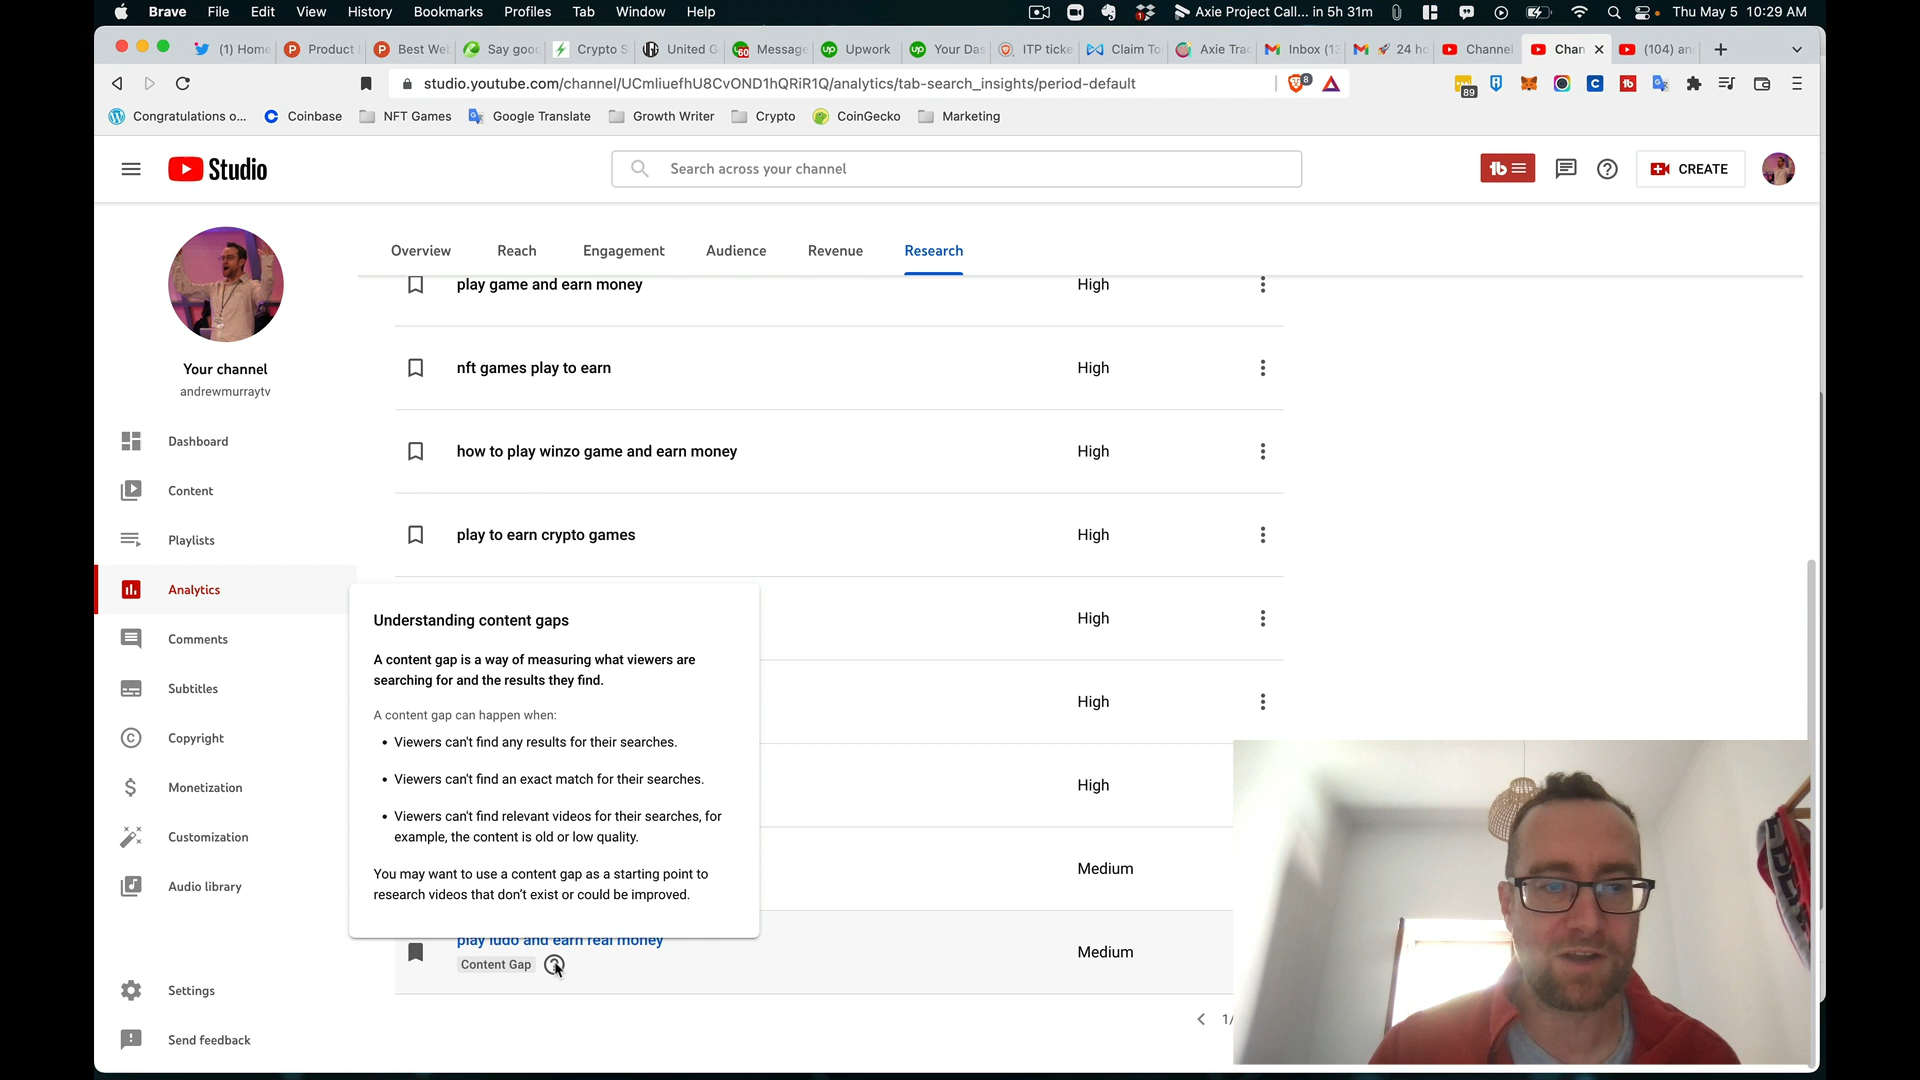 Brave File Edit View History Bookmarks Profiles Tab Window Help
Axie Project Call... in 5h 31m Thu May 5 10:29 AM
(1) Home Product Best We Say good Crypto S United G Message Upwork Your Das ITP ticke Claim To Axie Trac Inbox (13 24 ho Channel Chan (104) an
studio.youtube.com/channel/UCmliuefhU8CvOND1hQRiR1Q/analytics/tab-search_insights/period-default
8
89
Congratulations o... Coinbase NFT Games Google Translate Growth Writer Crypto CoinGecko Marketing
Studio
Search across your channel
CREATE
Overview Reach Engagement Audience Revenue Research
play game and earn money High
nft games play to earn High
Your channel
andrewmurraytv
Dashboard
how to play winzo game and earn money High
Content
play to earn crypto games High
Playlists
Analytics
Understanding content gaps High
A content gap is a way of measuring what viewers are
searching for and the results they find.
Comments
Subtitles
High
A content gap can happen when:
Viewers can't find any results for their searches.
Copyright
Viewers can't find an exact match for their searches. High
Monetization
Viewers can't find relevant videos for their searches, for
example, the content is old or low quality.
Customization
You may want to use a content gap as a starting point to Medium
research videos that don't exist or could be improved.
Audio library
play ludo and earn real money Medium
Content Gap
Settings
1/
Send feedback